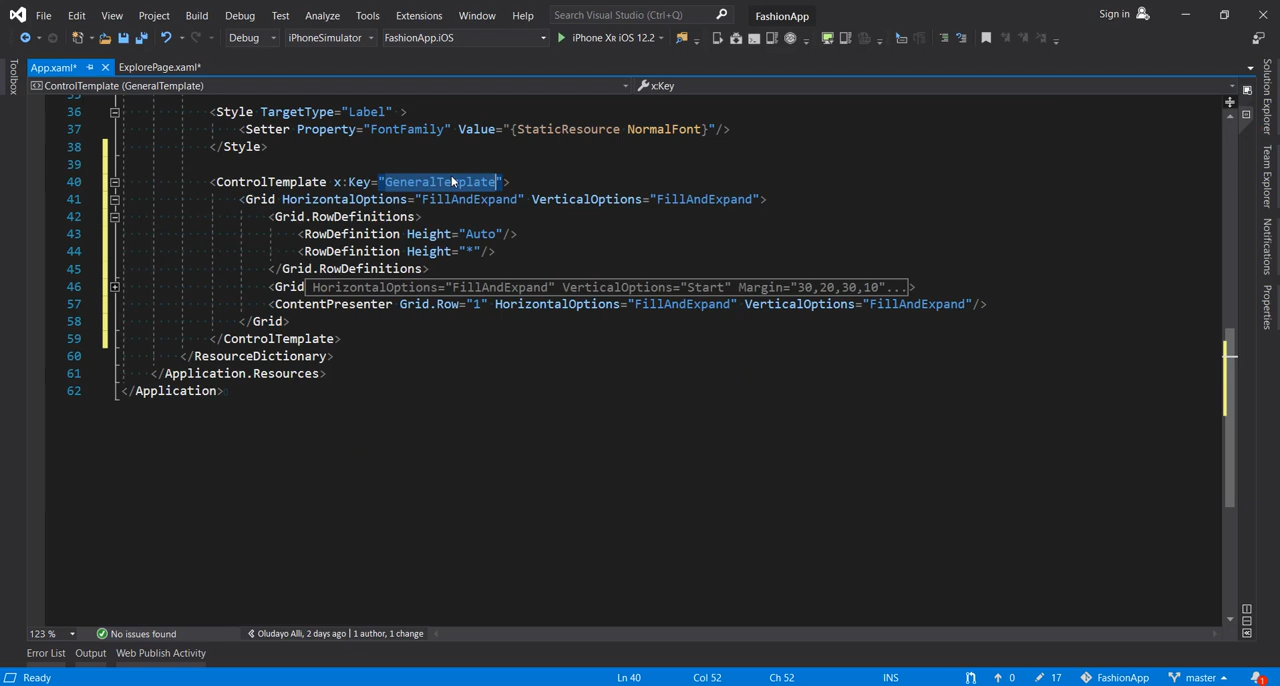 File Edit View Project Build Debug Test Analyze Tools Extensions Window Help Search Visual Studio (Ctrl+Q) FashionApp Sign in
Debug iPhoneSimulator FashionApp.iOS iPhone XR iOS 12.2
App.xaml* ExplorePage.xaml*
ControlTemplate (GeneralTemplate) x:Key
36 <Style TargetType="Label" >
37 <Setter Property="FontFamily" Value="{StaticResource NormalFont}"/>
38 </Style>
39
40 <ControlTemplate x:Key="GeneralTemplate">
41 <Grid HorizontalOptions="FillAndExpand" VerticalOptions="FillAndExpand">
42 <Grid.RowDefinitions>
43 <RowDefinition Height="Auto"/>
44 <RowDefinition Height="*"/>
45 </Grid.RowDefinitions>
46 <Grid HorizontalOptions="FillAndExpand" VerticalOptions="Start" Margin="30,20,30,10"...>
57 <ContentPresenter Grid.Row="1" HorizontalOptions="FillAndExpand" VerticalOptions="FillAndExpand"/>
58 </Grid>
59 </ControlTemplate>
60 </ResourceDictionary>
61 </Application.Resources>
62 </Application>
Toolbox
Solution Explorer
Team Explorer
Notifications
Properties
123 % No issues found Oludayo Alli, 2 days ago | 1 author, 1 change
Error List Output Web Publish Activity
Ready Ln 40 Col 52 Ch 52 INS 0 17 FashionApp master 1